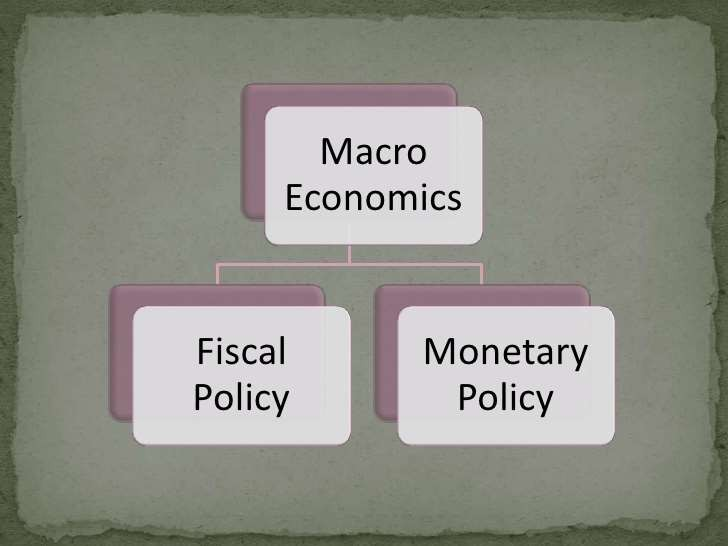 Macro
Economics
Fiscal
Policy
Monetary
Policy